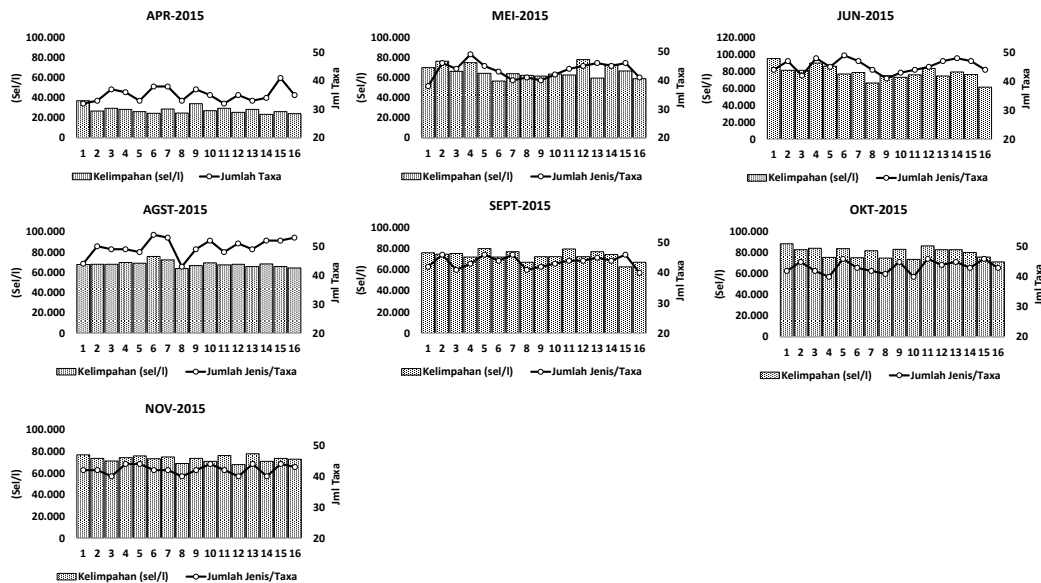 APR-2015
100.000
80.000
60.000
40.000
20.000
0
(Sel/l)
50
40
30
20
Jml Taxa
1 2 3 4 5 6 7 8 9 10 11 12 13 14 15 16
Kelimpahan (sel/l) Jumlah Taxa
MEI-2015
100.000
80.000
60.000
40.000
20.000
0
(Sel/l)
50
40
30
20
Jml Taxa
1 2 3 4 5 6 7 8 9 10 11 12 13 14 15 16
Kelimpahan (sel/l) Jumlah Jenis/Taxa
JUN-2015
120.000
100.000
80.000
60.000
40.000
20.000
0
(Sel/l)
50
40
30
20
Jml Taxa
1 2 3 4 5 6 7 8 9 10 11 12 13 14 15 16
Kelimpahan (sel/l) Jumlah Jenis/Taxa
AGST-2015
100.000
80.000
60.000
40.000
20.000
0
(Sel/l)
50
40
30
20
Jml Taxa
1 2 3 4 5 6 7 8 9 10 11 12 13 14 15 16
Kelimpahan (sel/l) Jumlah Jenis/Taxa
SEPT-2015
100.000
80.000
60.000
40.000
20.000
0
(Sel/l)
50
40
30
20
Jml Taxa
1 2 3 4 5 6 7 8 9 10 11 12 13 14 15 16
Kelimpahan (sel/l) Jumlah Jenis/Taxa
OKT-2015
100.000
80.000
60.000
40.000
20.000
0
(Sel/l)
50
40
30
20
Jml Taxa
1 2 3 4 5 6 7 8 9 10 11 12 13 14 15 16
Kelimpahan (sel/l) Jumlah Jenis/Taxa
NOV-2015
100.000
80.000
60.000
40.000
20.000
0
(Sel/l)
50
40
30
20
Jml Taxa
1 2 3 4 5 6 7 8 9 10 11 12 13 14 15 16
Kelimpahan (sel/l) Jumlah Jenis/Taxa